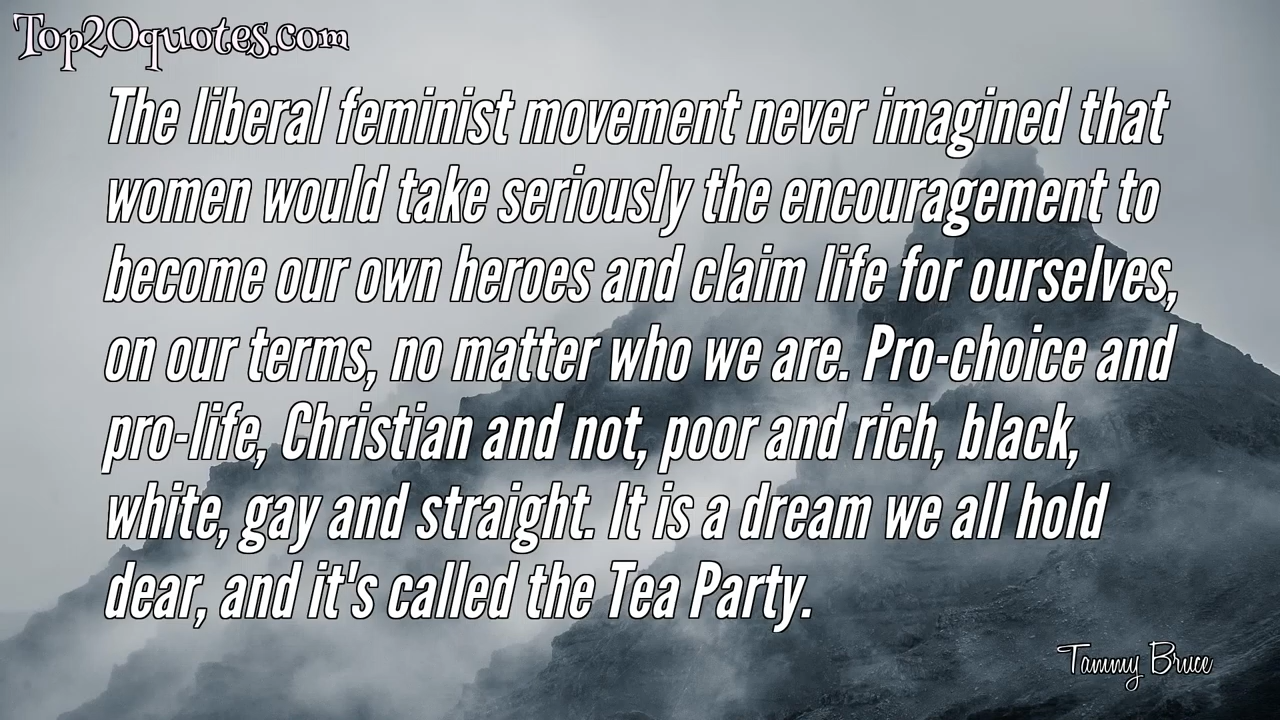 Top20quotes.com
The liberal feminist movement never imagined that
women would take seriously the encouragement to
become our own heroes and claim life for ourselves,
on our terms, no matter who we are. Pro-choice and
pro-life, Christian and not, poor and rich, black,
white, gay and straight. It is a dream we all hold
dear, and it's called the Tea Party.
Tammy Bruce